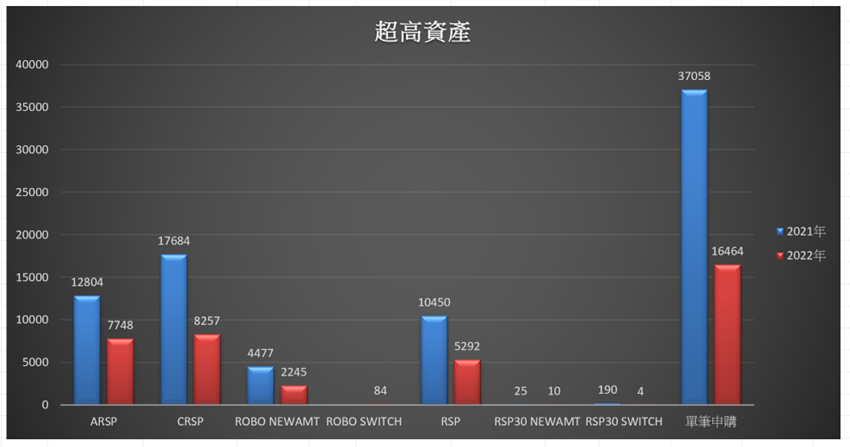 超高資產
40000
35000
30000
25000
20000
15000
10000
5000
0
12804
7748
17684
8257
4477
2245
84
10450
5292
25
10
190
4
37058
16464
ARSP
CRSP
ROBO NEWAMT
ROBO SWITCH
RSP
RSP30 NEWAMT
RSP30 SWITCH
單筆申購
2021年
2022年